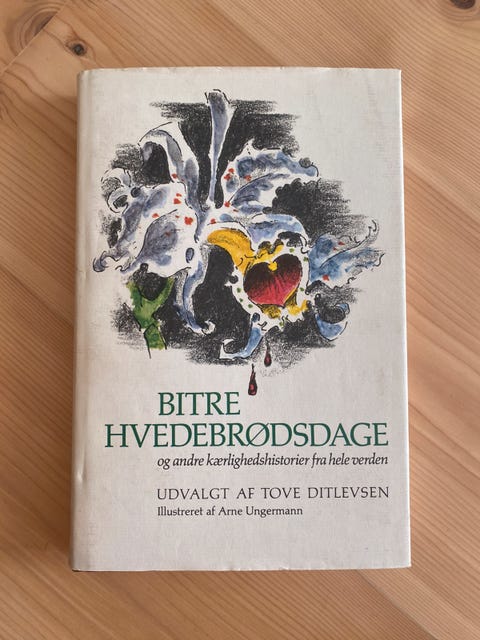 BITRE
HVEDEBRØDSDAGE
og andre kærlighedshistorier fra hele verden
UDVALGT AF TOVE DITLEVSEN
Illustreret af Arne Ungermann